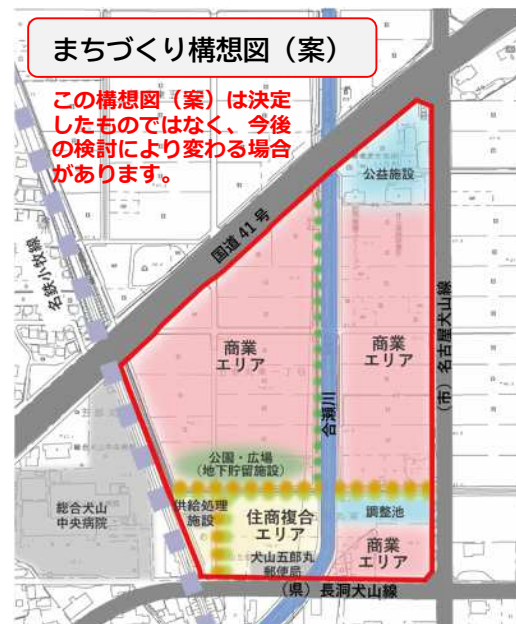 まちづくり構想図（案）
この構想図（案）は決定
したものではなく、今後
の検討により変わる場合
があります。
公益施設
国道41号
名鉄小牧線
商業
エリア
商業
エリア
（市）名古屋犬山線
合瀬川
公園・広場
（地下貯留施設）
総合犬山
中央病院
供給処理
施設
住商複合
エリア
調整池
犬山五郎丸
郵便局
商業
エリア
（県）長洞犬山線